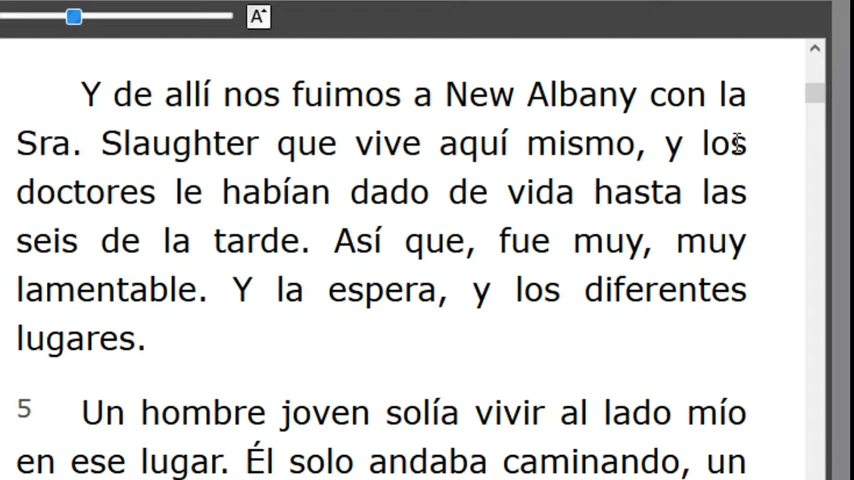 A
Y de allí nos fuimos a New Albany con la
Sra. Slaughter que vive aquí mismo, y los
doctores le habían dado de vida hasta las
seis de la tarde. Así que, fue muy, muy
lamentable. Y la espera, y los diferentes
lugares.
5 Un hombre joven solía vivir al lado mío
en ese lugar. Él solo andaba caminando, un